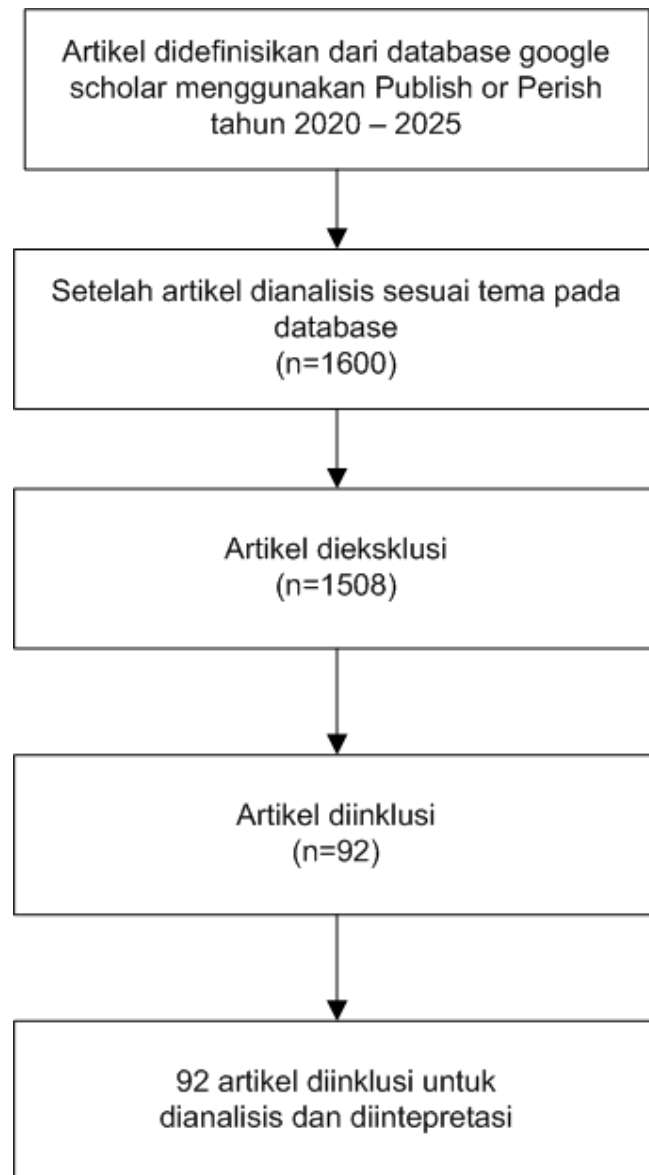 Artikel didefinisikan dari database google
scholar menggunakan Publish or Perish
tahun 2020 – 2025
Setelah artikel dianalisis sesuai tema pada
database
(n=1600)
Artikel dieksklusi
(n=1508)
Artikel diinklusi
(n=92)
92 artikel diinklusi untuk
dianalisis dan diintepretasi